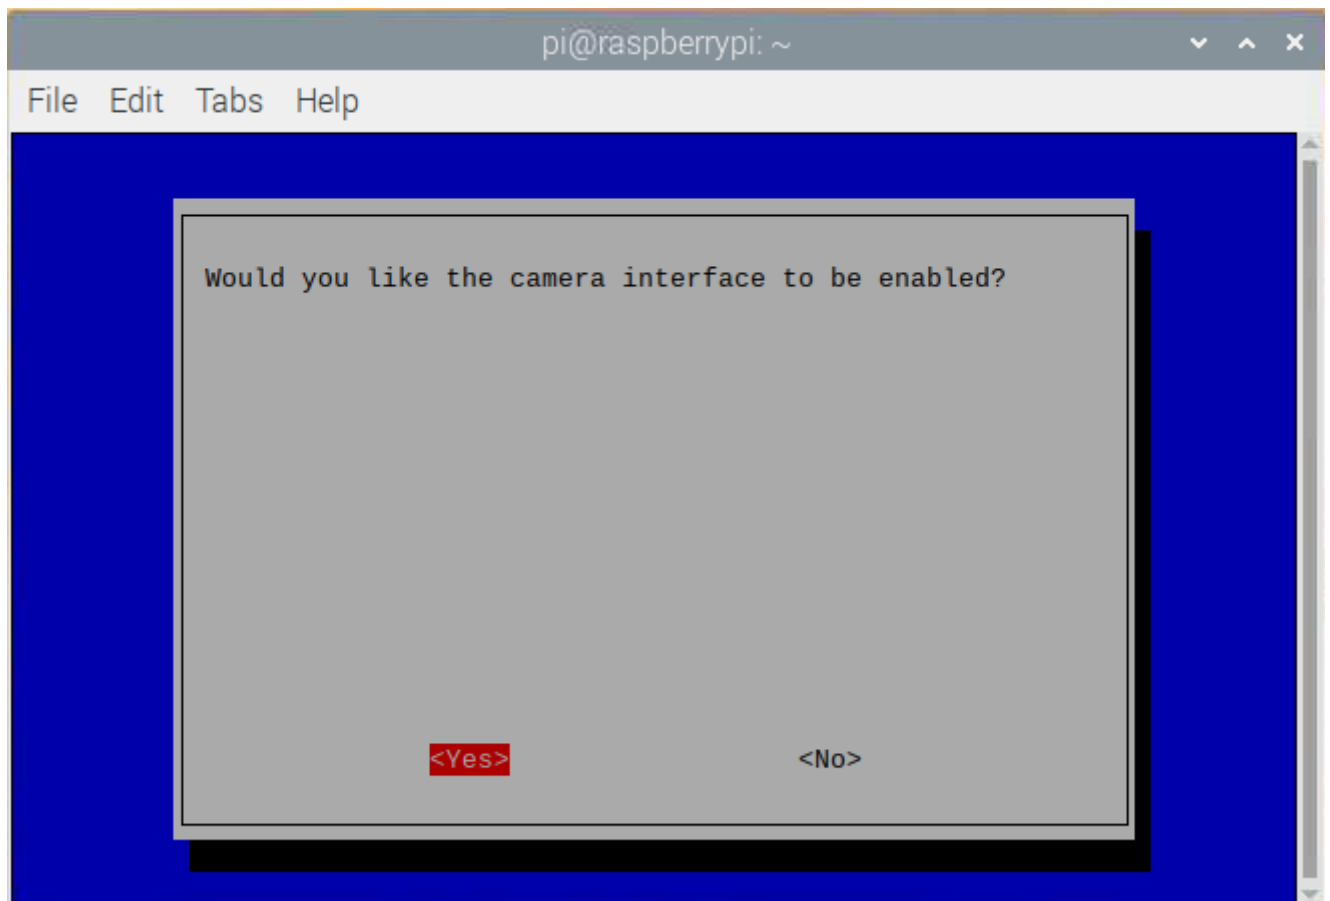 pi@raspberrypi: ~
File Edit Tabs Help
Would you like the camera interface to be enabled?
<Yes> <No>